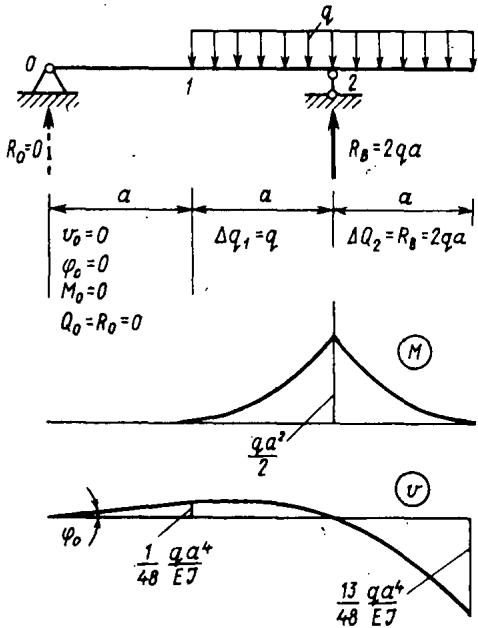 q
0
1
2
R₀=0
R_B=2qa
a
a
a
v₀=0
Δq₁=q
ΔQ₂=R_B=2qa
φ₀=0
M₀=0
Q₀=R₀=0
M
qa²/2
v
φ₀
1/48 qa⁴/EJ
13/48 qa⁴/EJ